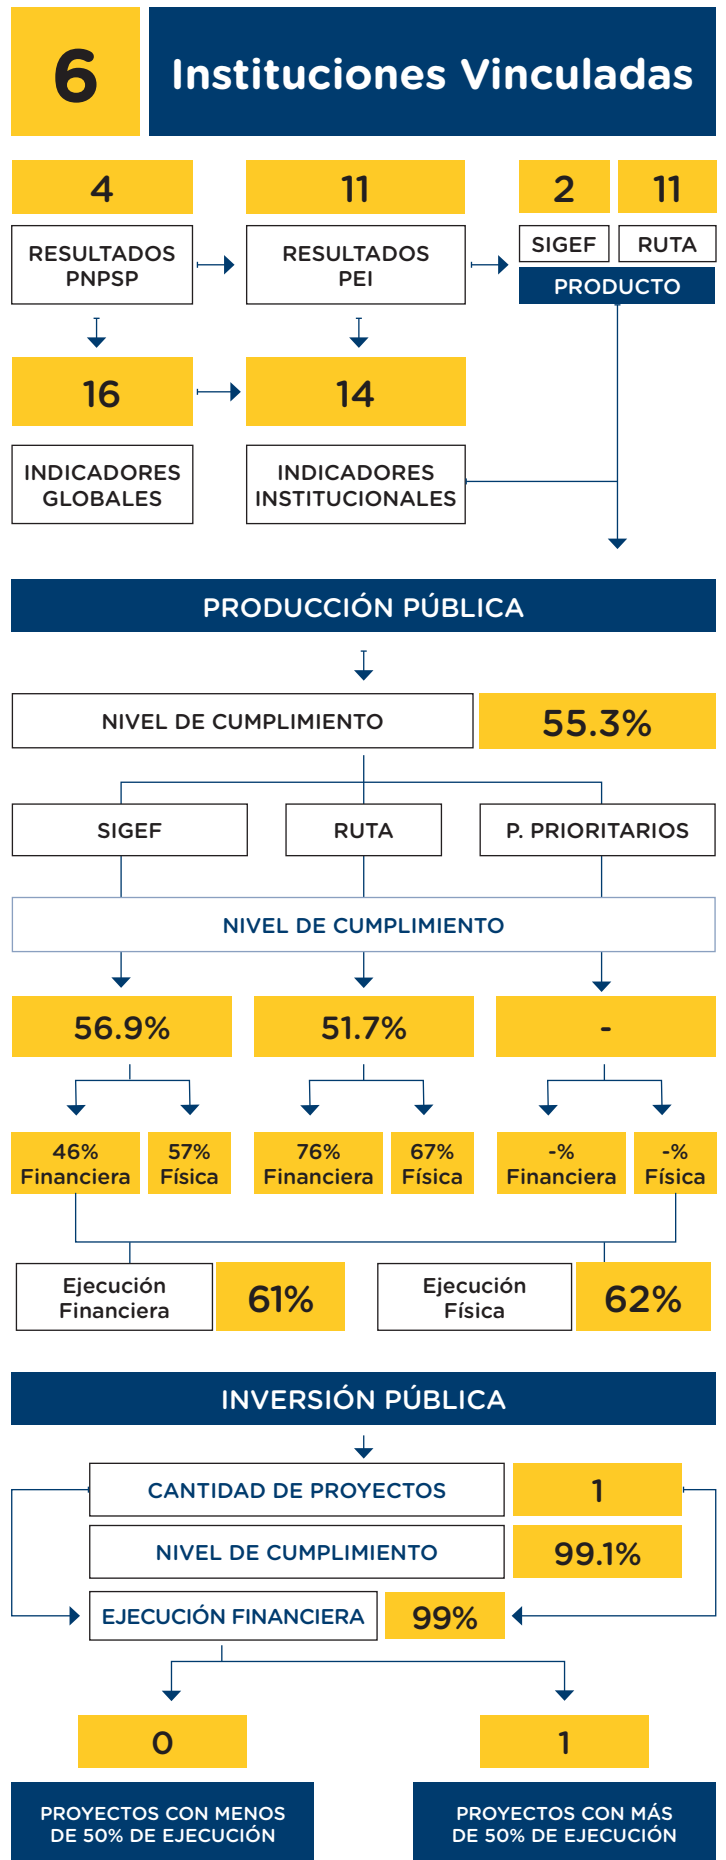 6
Instituciones Vinculadas
4
11
2
11
RESULTADOS
PNPSP
RESULTADOS
PEI
SIGEF
RUTA
PRODUCTO
16
14
INDICADORES
GLOBALES
INDICADORES
INSTITUCIONALES
PRODUCCIÓN PÚBLICA
NIVEL DE CUMPLIMIENTO
55.3%
SIGEF
RUTA
P. PRIORITARIOS
NIVEL DE CUMPLIMIENTO
56.9%
51.7%
-
46%
Financiera
57%
Física
76%
Financiera
67%
Física
-%
Financiera
-%
Física
Ejecución
Financiera
61%
Ejecución
Física
62%
INVERSIÓN PÚBLICA
CANTIDAD DE PROYECTOS
1
NIVEL DE CUMPLIMIENTO
99.1%
EJECUCIÓN FINANCIERA
99%
0
1
PROYECTOS CON MENOS
DE 50% DE EJECUCIÓN
PROYECTOS CON MÁS
DE 50% DE EJECUCIÓN